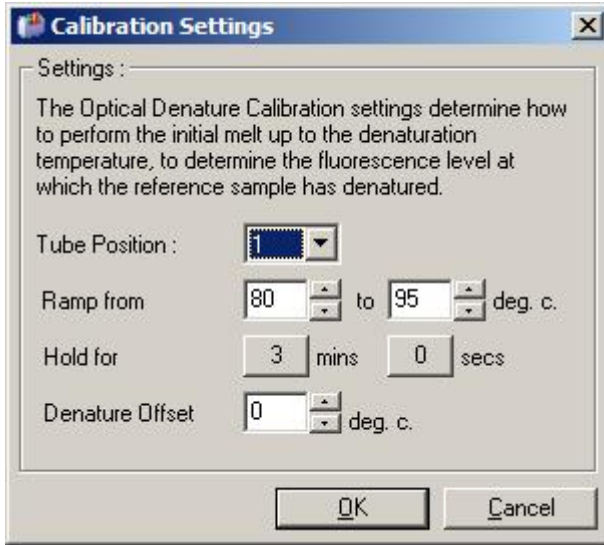 Calibration Settings
Settings :
The Optical Denature Calibration settings determine how
to perform the initial melt up to the denaturation
temperature, to determine the fluorescence level at
which the reference sample has denatured.
Tube Position : 1
Ramp from 80 to 95 deg. c.
Hold for 3 mins 0 secs
Denature Offset 0 deg. c.
OK Cancel